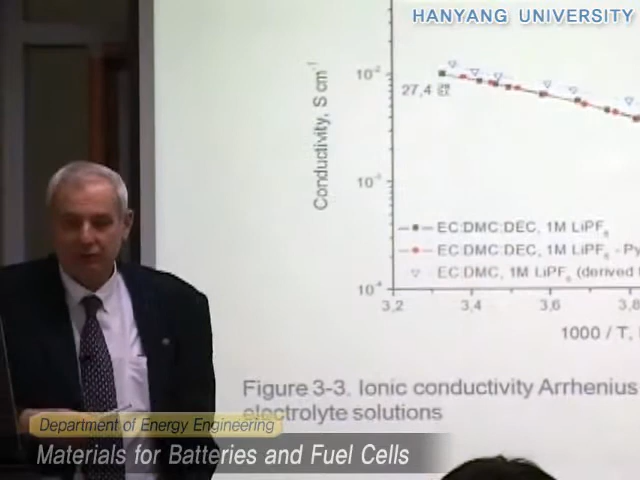 HANYANG UNIVERSITY
Conductivity, S cm⁻¹
10⁻²
27,4
10⁻³
EC:DMC:DEC, 1M LiPF₆
EC:DMC:DEC, 1M LiPF₆ - Py
EC:DMC, 1M LiPF₆ (derived
10⁻⁴
3,2 3,4 3,6 3,8
1000 / T,
Figure 3-3. Ionic conductivity Arrhenius
electrolyte solutions
Department of Energy Engineering
Materials for Batteries and Fuel Cells